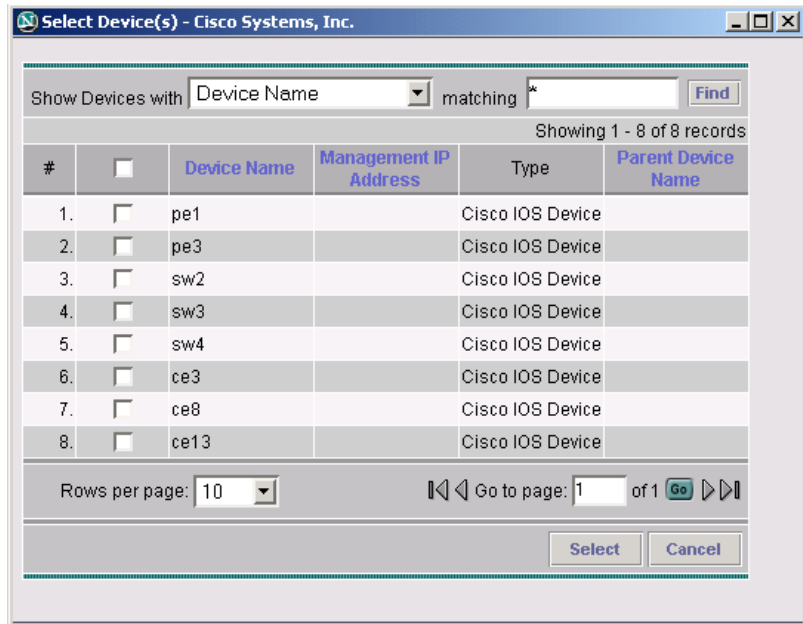 Select Device(s) - Cisco Systems, Inc.
Show Devices with Device Name matching * Find
Showing 1 - 8 of 8 records
# Device Name Management IP Address Type Parent Device Name
1. pe1 Cisco IOS Device
2. pe3 Cisco IOS Device
3. sw2 Cisco IOS Device
4. sw3 Cisco IOS Device
5. sw4 Cisco IOS Device
6. ce3 Cisco IOS Device
7. ce8 Cisco IOS Device
8. ce13 Cisco IOS Device
Rows per page: 10 Go to page: 1 of 1 Go
Select Cancel